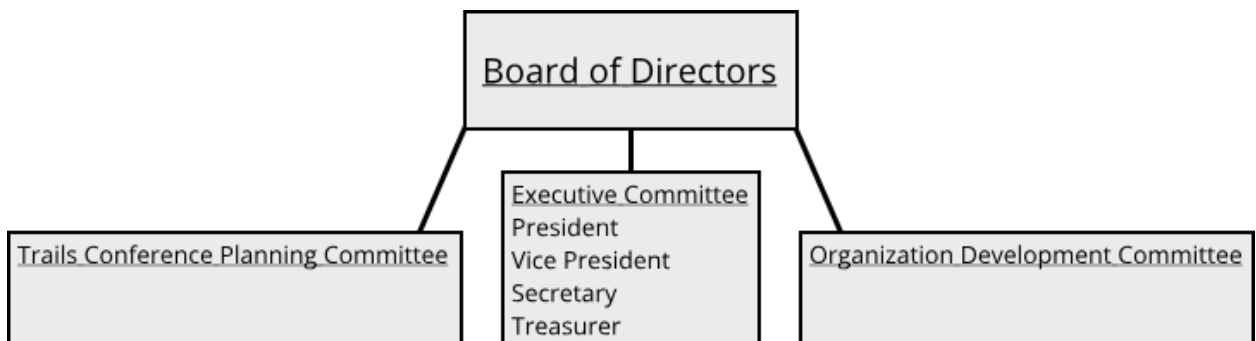 Board of Directors
Executive Committee
President
Vice President
Secretary
Treasurer
Trails Conference Planning Committee
Organization Development Committee